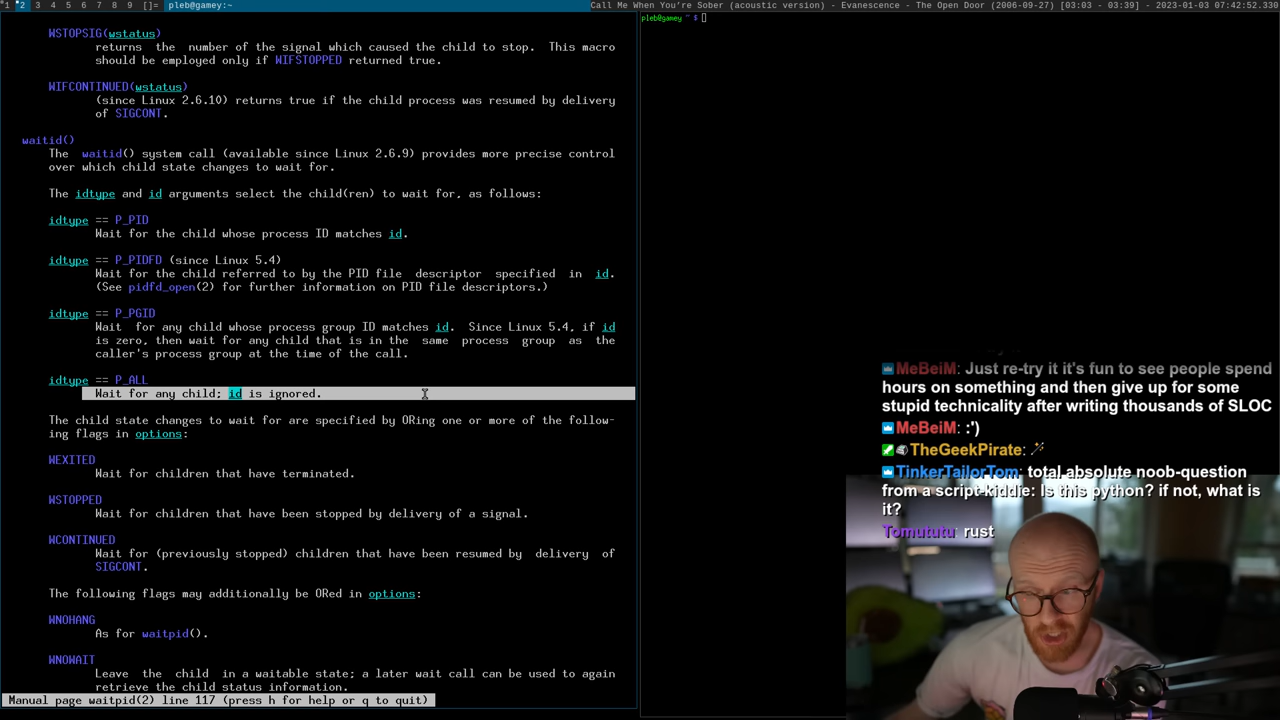 1 2 3 4 5 6 7 8 9 []= pleb@gamey:~ Call Me When You're Sober (acoustic version) - Evanescence - The Open Door (2006-09-27) [03:03 - 03:39] - 2023-01-03 07:42:52.330
WSTOPSIG(wstatus)
returns the number of the signal which caused the child to stop. This macro
should be employed only if WIFSTOPPED returned true.
WIFCONTINUED(wstatus)
(since Linux 2.6.10) returns true if the child process was resumed by delivery
of SIGCONT.
waitid()
The waitid() system call (available since Linux 2.6.9) provides more precise control
over which child state changes to wait for.
The idtype and id arguments select the child(ren) to wait for, as follows:
idtype == P_PID
Wait for the child whose process ID matches id.
idtype == P_PIDFD (since Linux 5.4)
Wait for the child referred to by the PID file descriptor specified in id.
(See pidfd_open(2) for further information on PID file descriptors.)
idtype == P_PGID
Wait for any child whose process group ID matches id. Since Linux 5.4, if id
is zero, then wait for any child that is in the same process group as the
caller's process group at the time of the call.
idtype == P_ALL
Wait for any child; id is ignored.
The child state changes to wait for are specified by ORing one or more of the follow-
ing flags in options:
WEXITED
Wait for children that have terminated.
WSTOPPED
Wait for children that have been stopped by delivery of a signal.
WCONTINUED
Wait for (previously stopped) children that have been resumed by delivery of
SIGCONT.
The following flags may additionally be ORed in options:
WNOHANG
As for waitpid().
WNOWAIT
Leave the child in a waitable state; a later wait call can be used to again
retrieve the child status information.
Manual page waitpid(2) line 117 (press h for help or q to quit)
pleb@gamey ~ $
MeBeiM: Just re-try it it's fun to see people spend
hours on something and then give up for some
stupid technicality after writing thousands of SLOC
MeBeiM: :')
TheGeekPirate:
TinkerTailorTom: total absolute noob-question
from a script-kiddie: Is this python? if not, what is
it?
Tomututu: rust